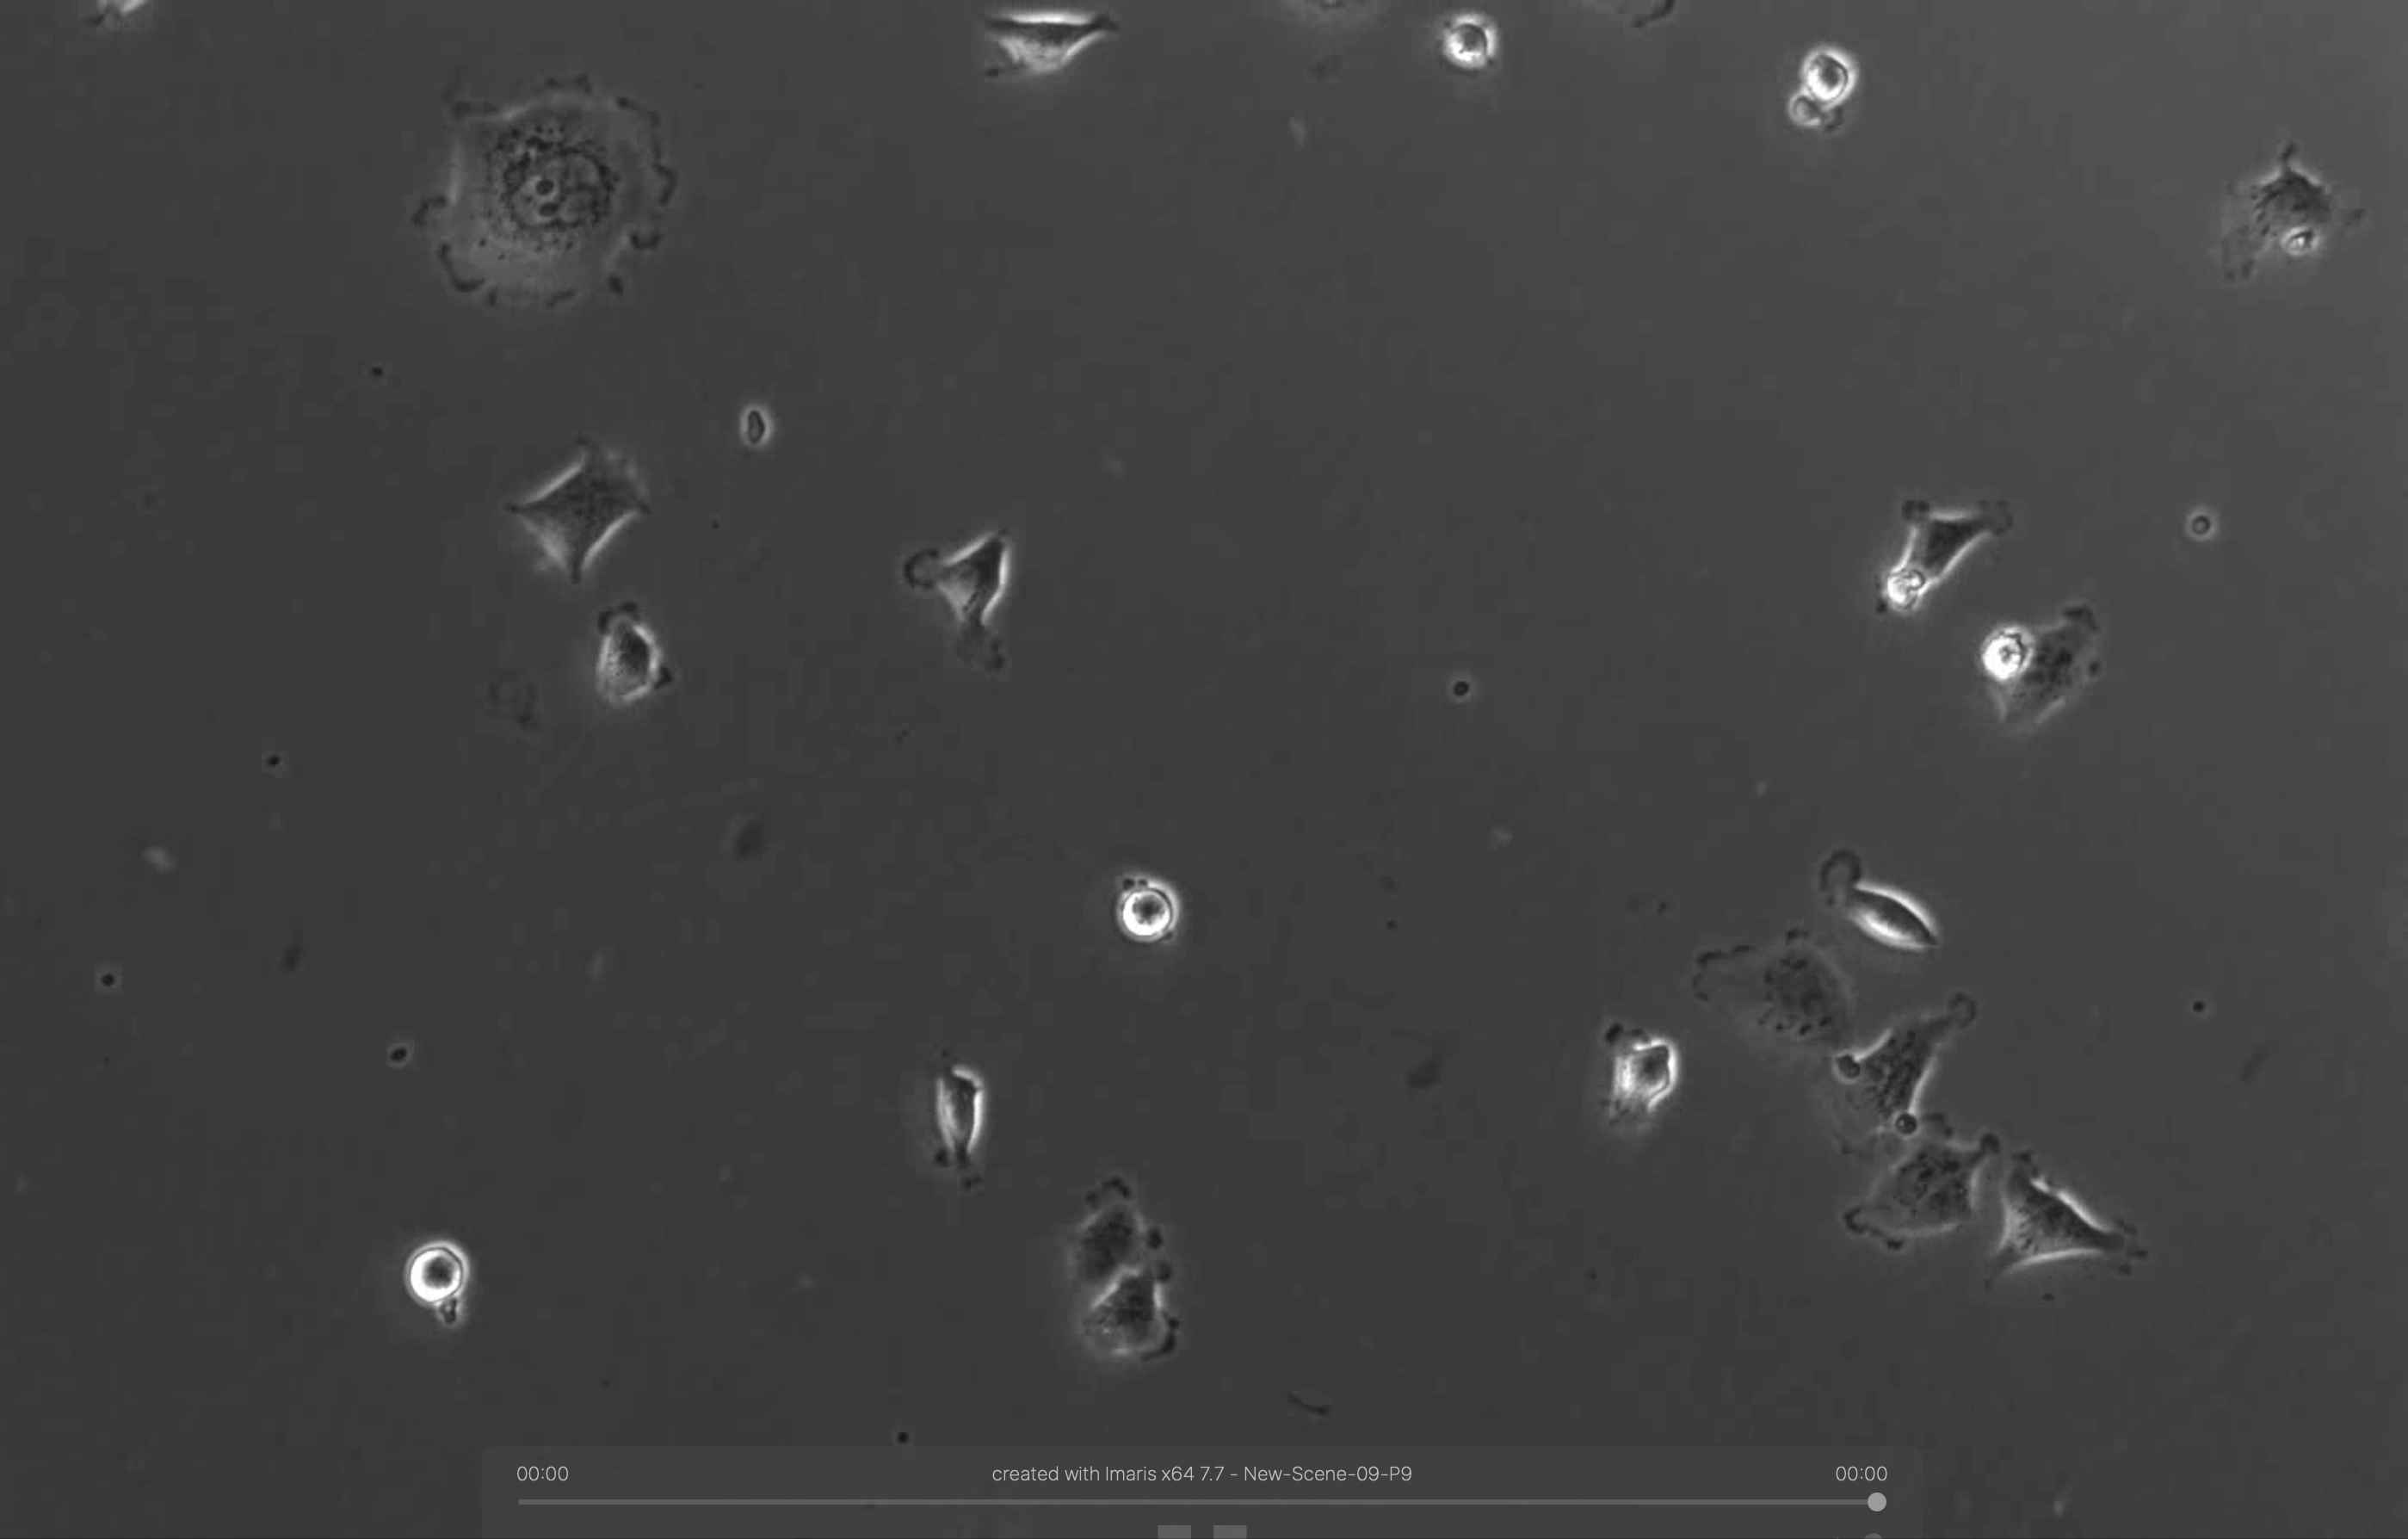 00:00 created with Imaris x64 7.7 - New-Scene-09-P9 00:00